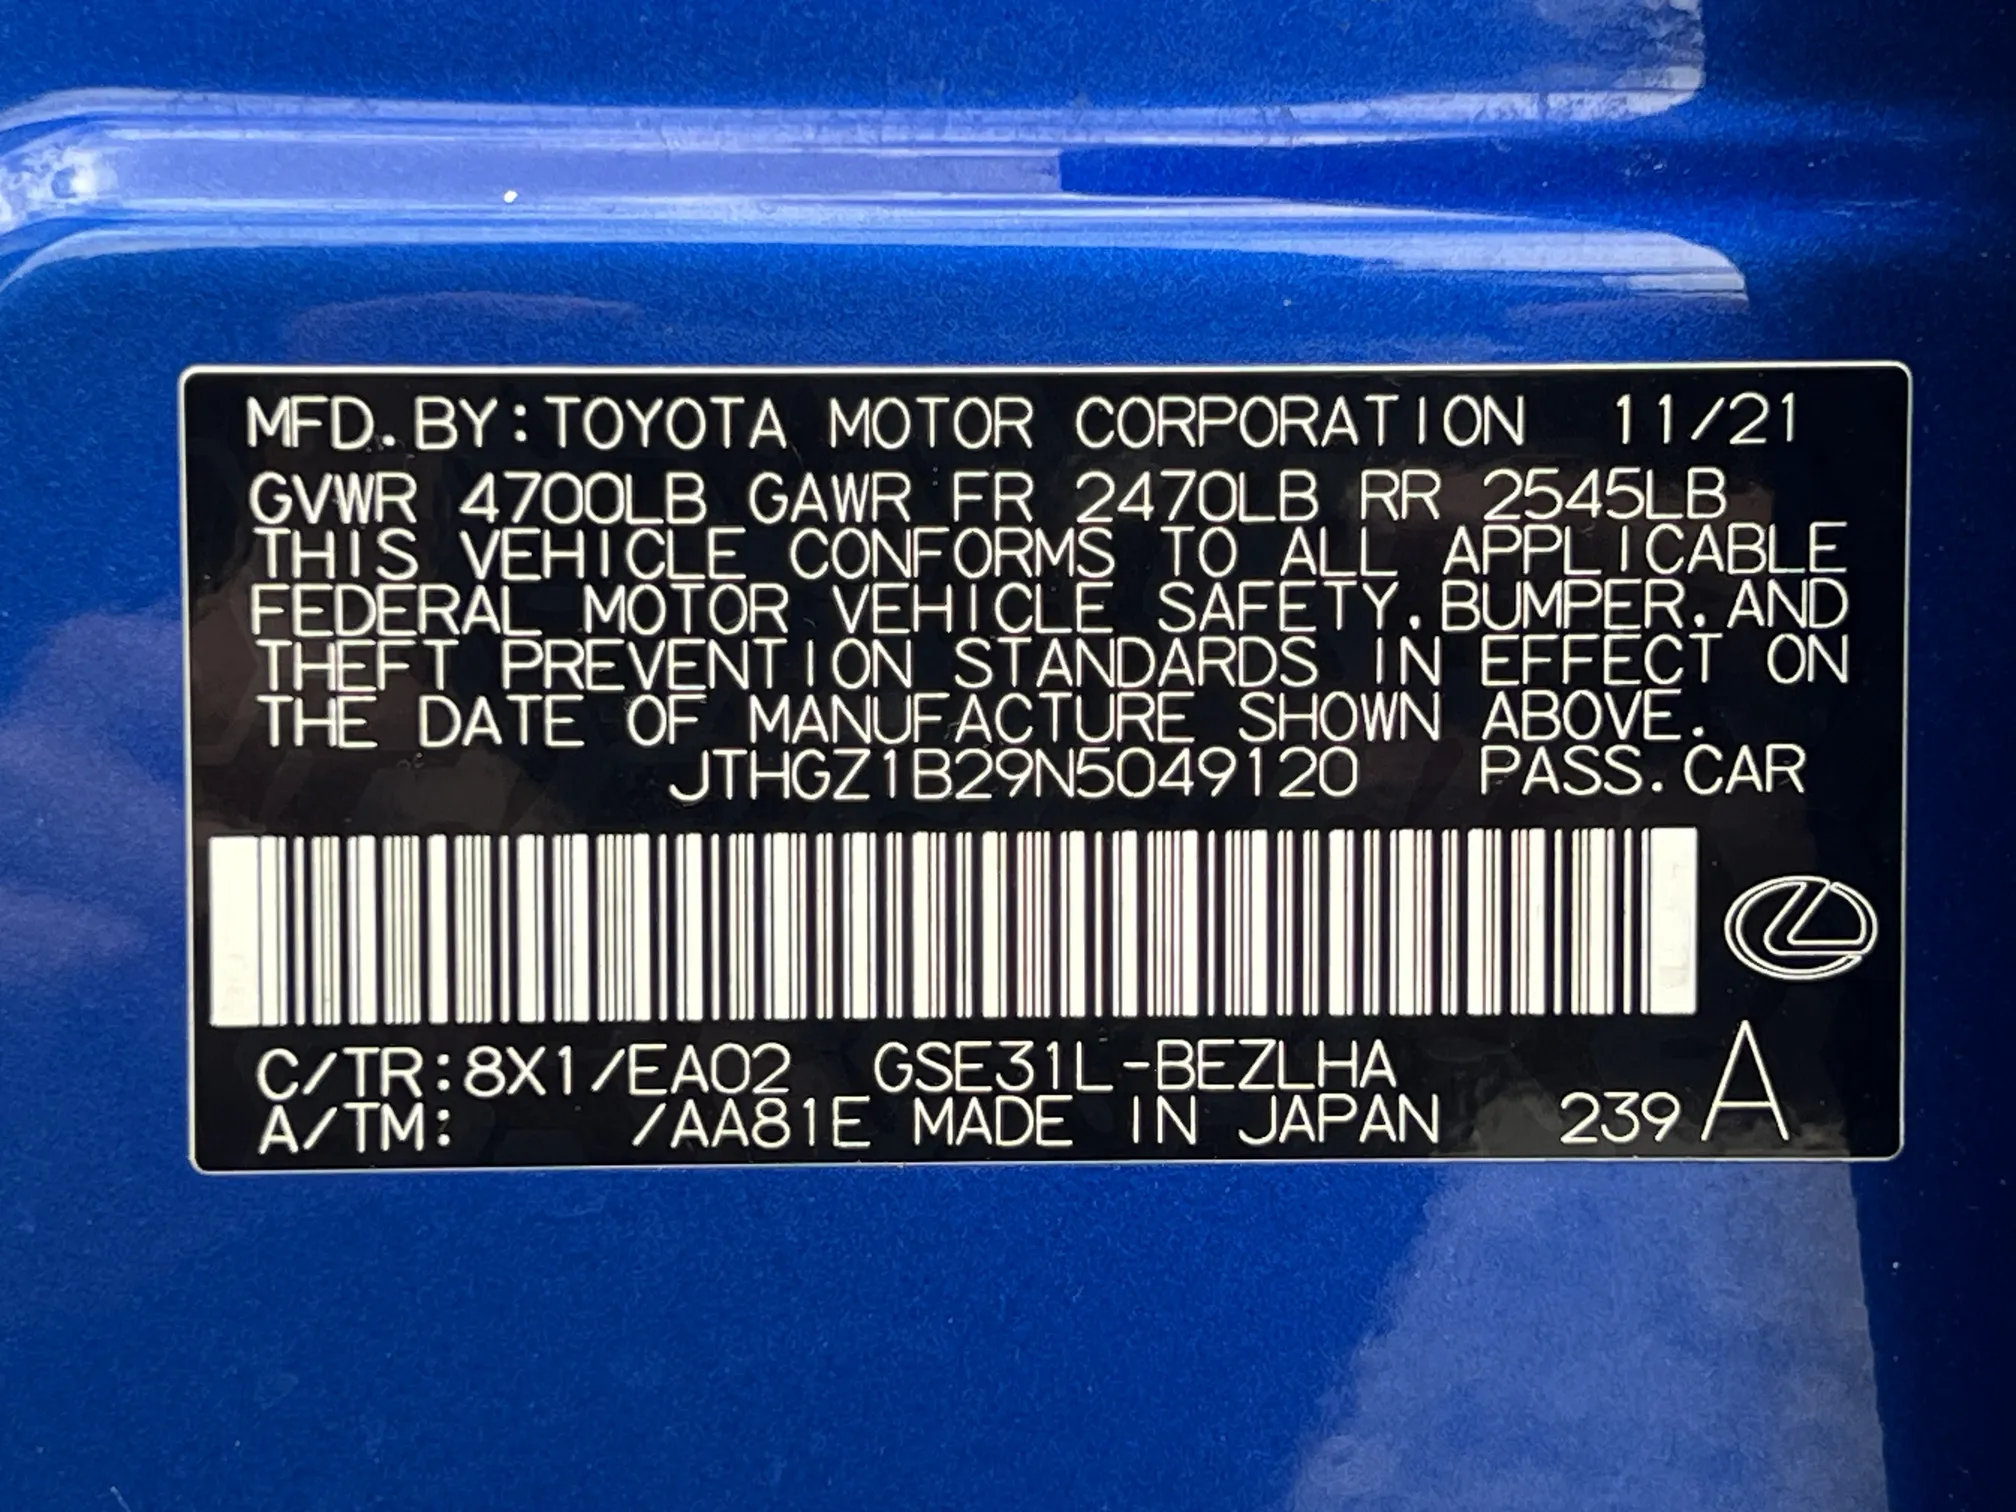 MFD. BY: TOYOTA MOTOR CORPORATION 11/21
GVWR 4700LB GAWR FR 2470LB RR 2545LB
THIS VEHICLE CONFORMS TO ALL APPLICABLE
FEDERAL MOTOR VEHICLE SAFETY. BUMPER. AND
THEFT PREVENTION STANDARDS IN EFFECT ON
THE DATE OF MANUFACTURE SHOWN ABOVE.
JTHGZ1B29N5049120 PASS. CAR
C/TR:8X1/EA02 GSE31L-BEZLHA
A/TM: /AA81E MADE IN JAPAN 239 A